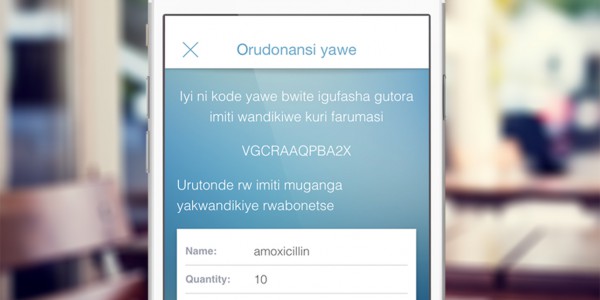 Orudonansi yawe
Iyi ni kode yawe bwite igufasha gutora
imiti wandikiwe kuri farumasi
VGCRAAQPBA2X
Urutonde rw imiti muganga
yakwandikiye rwabonetse
Name: amoxicillin
Quantity: 10